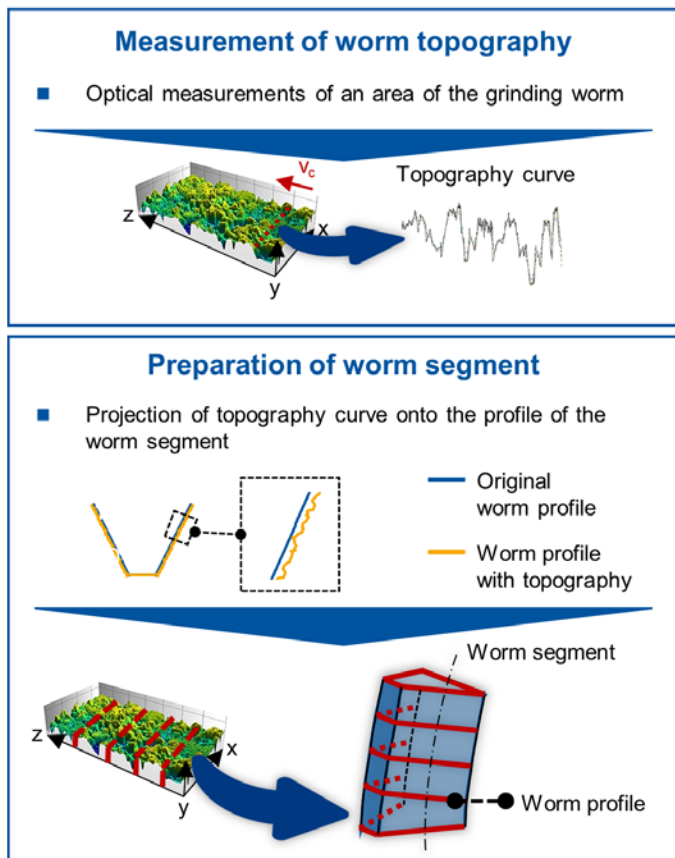 Measurement of worm topography
Optical measurements of an area of the grinding worm
Topography curve
v_c
z
x
y
Preparation of worm segment
Projection of topography curve onto the profile of the
worm segment
Original
worm profile
Worm profile
with topography
Worm segment
z
x
y
Worm profile